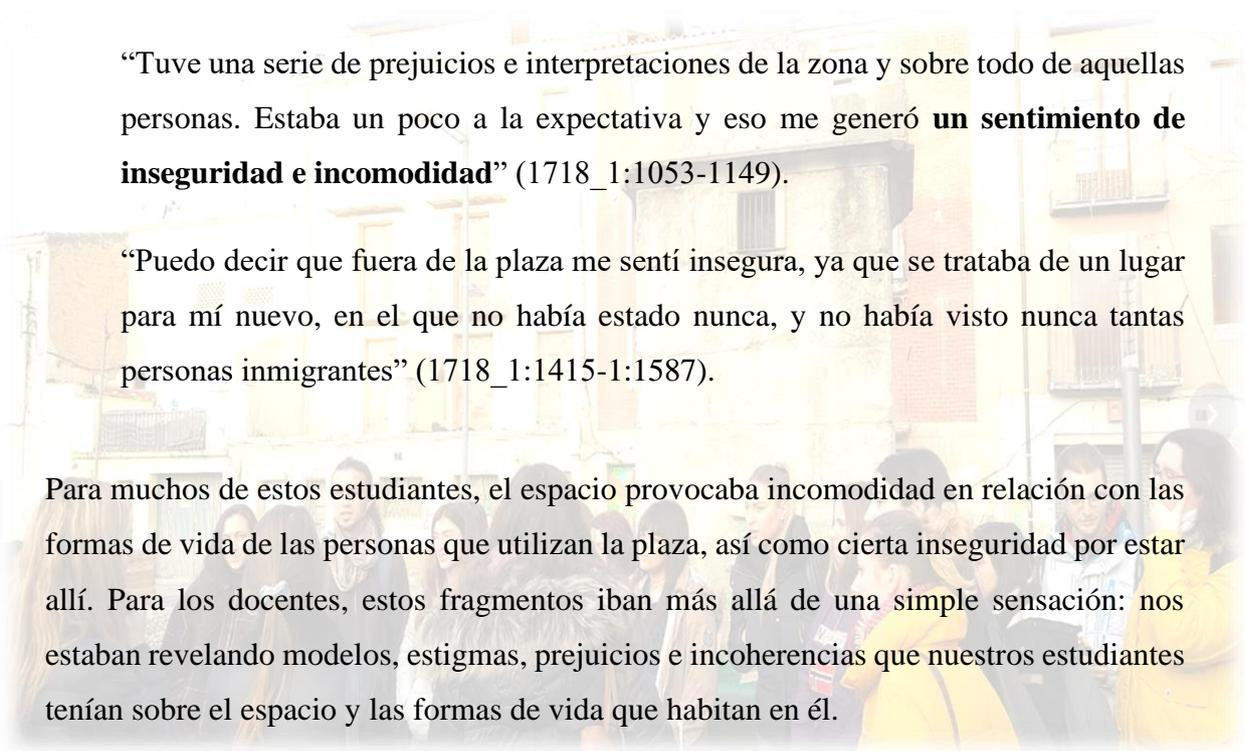 “Tuve una serie de prejuicios e interpretaciones de la zona y sobre todo de aquellas
personas. Estaba un poco a la expectativa y eso me generó un sentimiento de
inseguridad e incomodidad” (1718_1:1053-1149).
“Puedo decir que fuera de la plaza me sentí insegura, ya que se trataba de un lugar
para mí nuevo, en el que no había estado nunca, y no había visto nunca tantas
personas inmigrantes” (1718_1:1415-1:1587).
Para muchos de estos estudiantes, el espacio provocaba incomodidad en relación con las
formas de vida de las personas que utilizan la plaza, así como cierta inseguridad por estar
allí. Para los docentes, estos fragmentos iban más allá de una simple sensación: nos
estaban revelando modelos, estigmas, prejuicios e incoherencias que nuestros estudiantes
tenían sobre el espacio y las formas de vida que habitan en él.